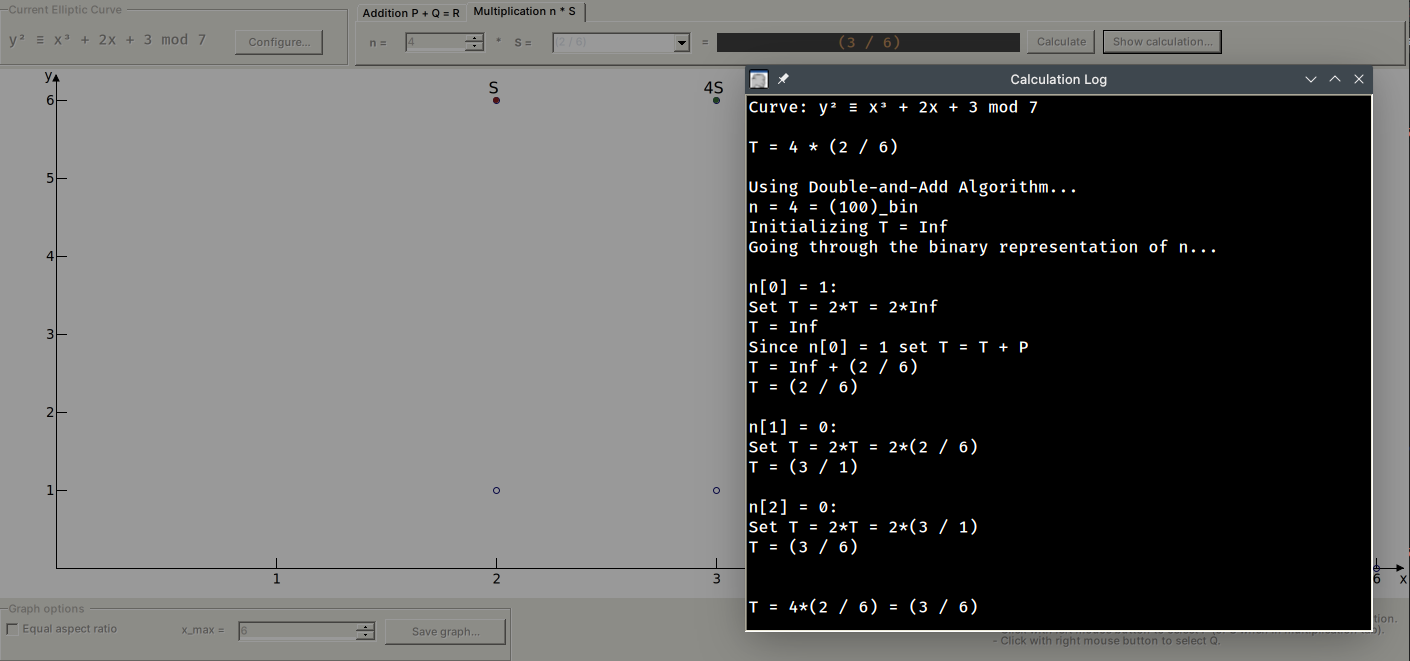 Current Elliptic Curve
y² ≡ x³ + 2x + 3 mod 7
Configure...
Addition P + Q = R
Multiplication n * S
n =
4
*
S =
(2 / 6)
=
(3 / 6)
Calculate
Show calculation...
y
6
5
4
3
2
1
S
4S
1
2
3
6
x
Calculation Log
Curve: y² ≡ x³ + 2x + 3 mod 7
T = 4 * (2 / 6)
Using Double-and-Add Algorithm...
n = 4 = (100)_bin
Initializing T = Inf
Going through the binary representation of n...
n[0] = 1:
Set T = 2*T = 2*Inf
T = Inf
Since n[0] = 1 set T = T + P
T = Inf + (2 / 6)
T = (2 / 6)
n[1] = 0:
Set T = 2*T = 2*(2 / 6)
T = (3 / 1)
n[2] = 0:
Set T = 2*T = 2*(3 / 1)
T = (3 / 6)
T = 4*(2 / 6) = (3 / 6)
Graph options
Equal aspect ratio
x_max =
6
Save graph...
- Click with right mouse button to select Q.